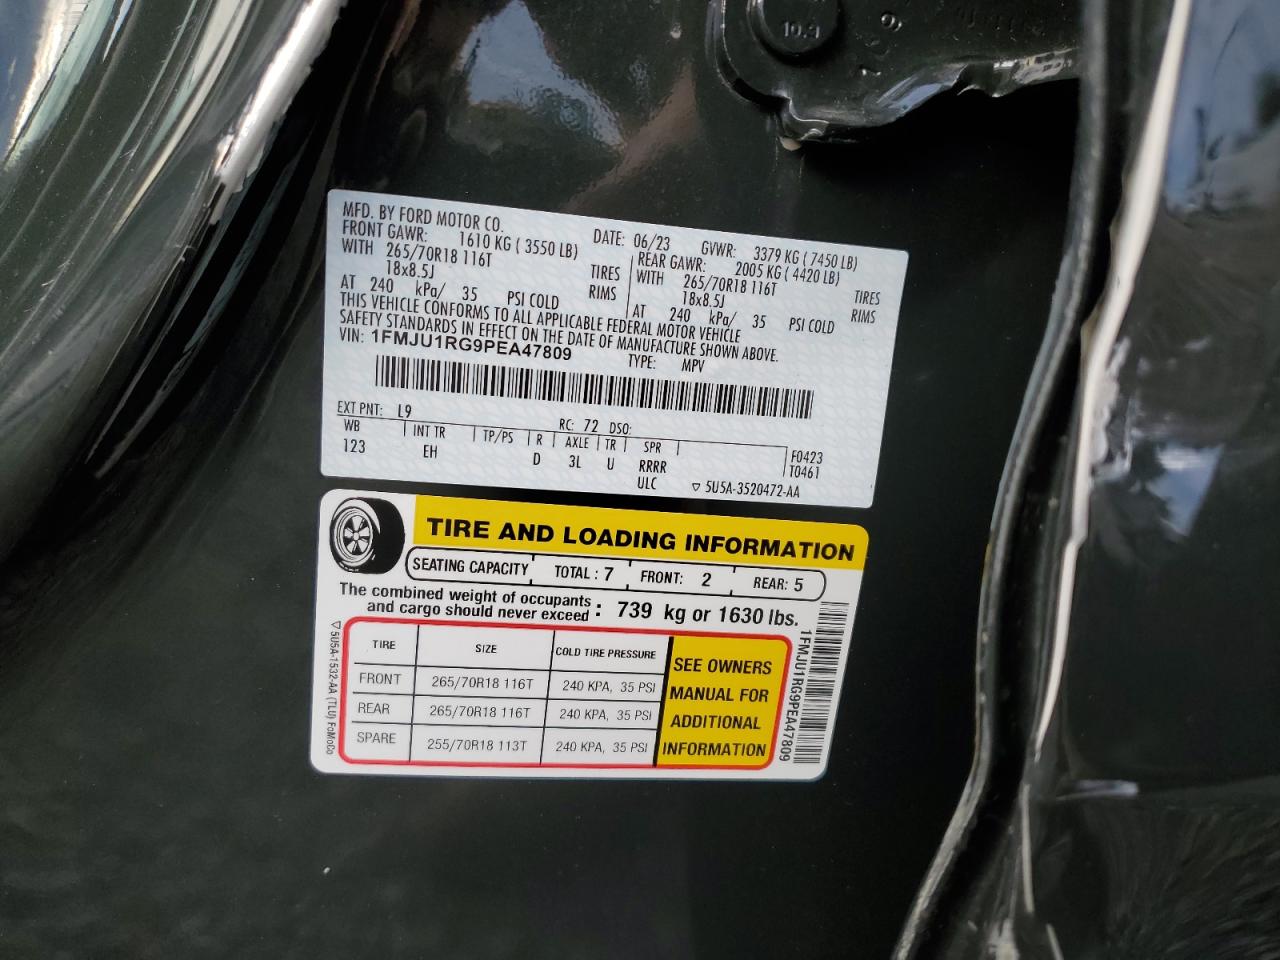 10.9
MFD. BY FORD MOTOR CO. DATE: 06/23 GVWR: 3379 KG ( 7450 LB)
FRONT GAWR: 1610 KG ( 3550 LB) REAR GAWR: 2005 KG ( 4420 LB)
WITH 265/70R18 116T TIRES WITH 265/70R18 116T TIRES
18x8.5J RIMS 18x8.5J RIMS
AT 240 kPa/ 35 PSI COLD AT 240 kPa/ 35 PSI COLD
THIS VEHICLE CONFORMS TO ALL APPLICABLE FEDERAL MOTOR VEHICLE
SAFETY STANDARDS IN EFFECT ON THE DATE OF MANUFACTURE SHOWN ABOVE.
VIN: 1FMJU1RG9PEA47809 TYPE: MPV
EXT PNT: L9 RC: 72 DSO:
WB INT TR TP/PS R AXLE TR SPR F0423
123 EH D 3L U RRRR T0461
ULC ▽ 5U5A-3520472-AA
TIRE AND LOADING INFORMATION
SEATING CAPACITY TOTAL : 7 FRONT: 2 REAR: 5
The combined weight of occupants
and cargo should never exceed : 739 kg or 1630 lbs.
TIRE SIZE COLD TIRE PRESSURE
FRONT 265/70R18 116T 240 KPA, 35 PSI
REAR 265/70R18 116T 240 KPA, 35 PSI
SPARE 255/70R18 113T 240 KPA, 35 PSI
SEE OWNERS
MANUAL FOR
ADDITIONAL
INFORMATION
▽5U5A-1532-AA (TLU) FoMoCo
1FMJU1RG9PEA47809